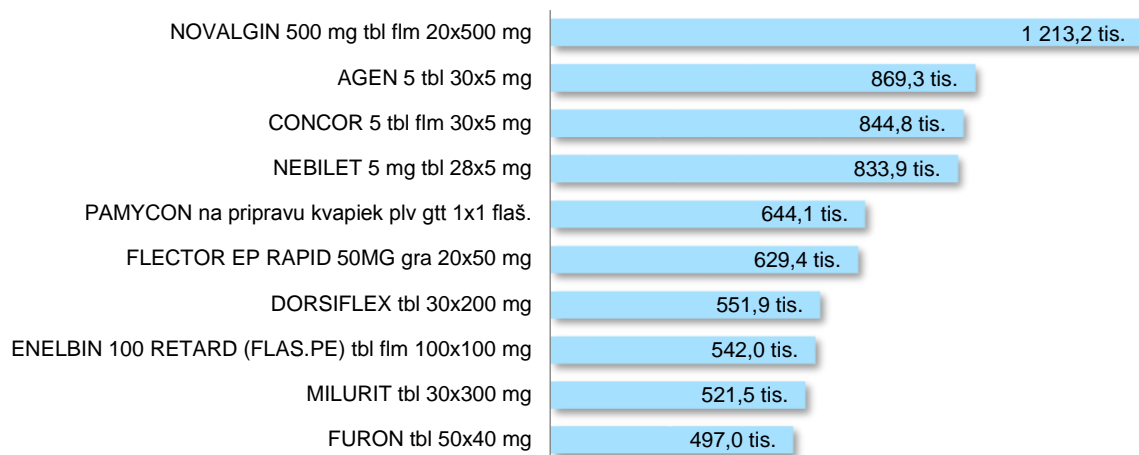 NOVALGIN 500 mg tbl flm 20x500 mg 1 213,2 tis.
AGEN 5 tbl 30x5 mg 869,3 tis.
CONCOR 5 tbl flm 30x5 mg 844,8 tis.
NEBILET 5 mg tbl 28x5 mg 833,9 tis.
PAMYCON na pripravu kvapiek plv gtt 1x1 flaš. 644,1 tis.
FLECTOR EP RAPID 50MG gra 20x50 mg 629,4 tis.
DORSIFLEX tbl 30x200 mg 551,9 tis.
ENELBIN 100 RETARD (FLAS.PE) tbl flm 100x100 mg 542,0 tis.
MILURIT tbl 30x300 mg 521,5 tis.
FURON tbl 50x40 mg 497,0 tis.